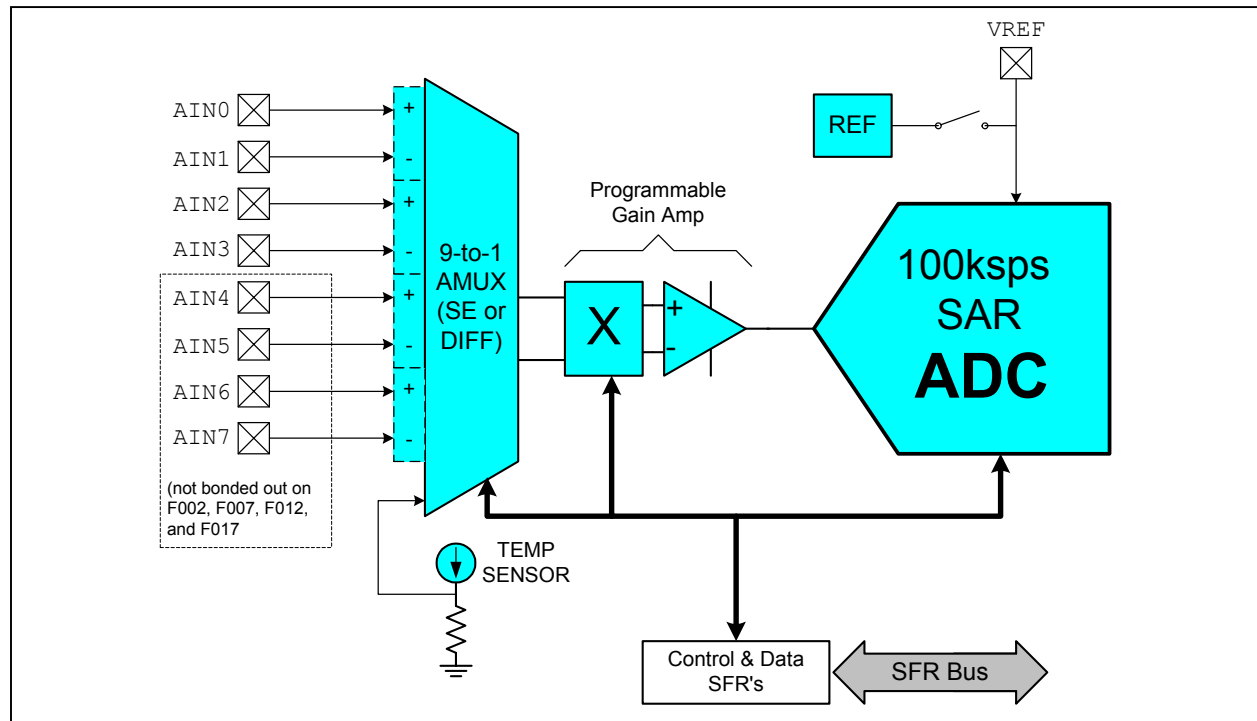 VREF
AIN0
+
REF
AIN1
-
AIN2
+
Programmable
Gain Amp
AIN3
-
9-to-1
AMUX
(SE or
DIFF)
100ksps
SAR
ADC
AIN4
+
X
+
-
AIN5
-
AIN6
+
AIN7
-
(not bonded out on
F002, F007, F012,
and F017
TEMP
SENSOR
Control & Data
SFR's
SFR Bus